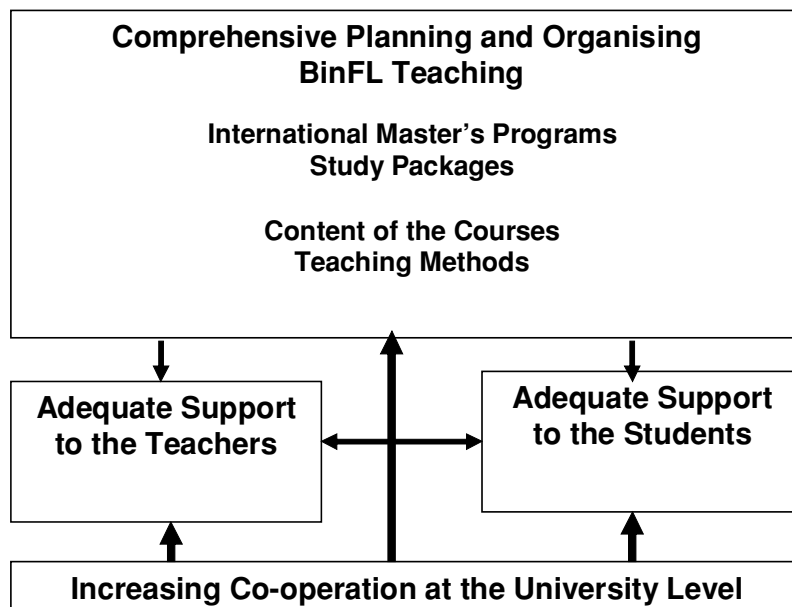 Comprehensive Planning and Organising
BinFL Teaching
International Master's Programs
Study Packages
Content of the Courses
Teaching Methods
Adequate Support
to the Teachers
Adequate Support
to the Students
Increasing Co-operation at the University Level